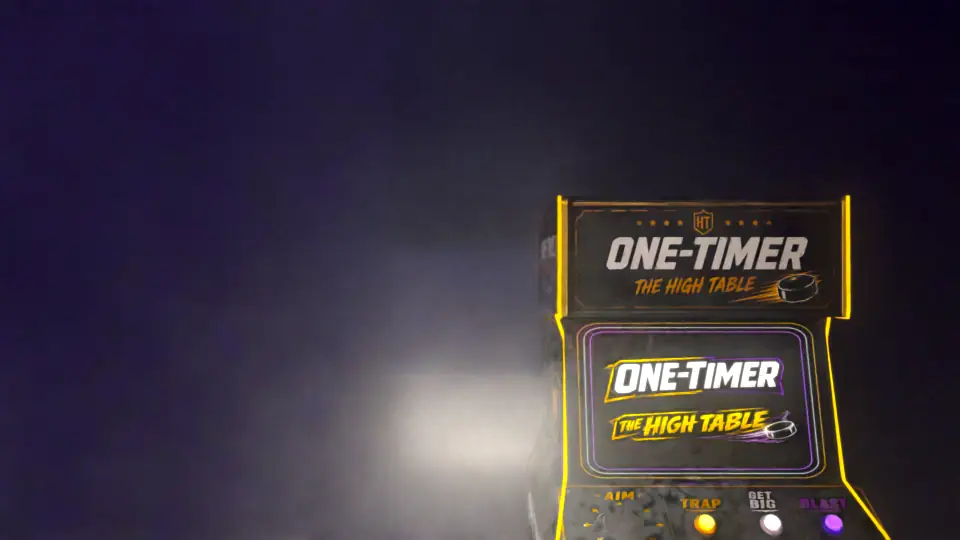 HT
ONE-TIMER
THE HIGH TABLE
ONE-TIMER
THE HIGH TABLE
AIM
TRAP
GET
BIG
BLAST